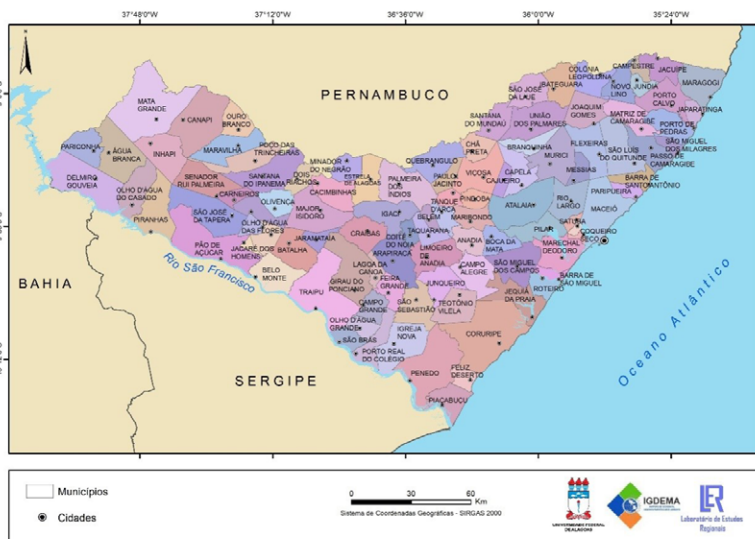 37°48'0"W 37°12'0"W 36°36'0"W 36°0'0"W 35°24'0"W
PERNAMBUCO
BAHIA
SERGIPE
Rio São Francisco
Oceano Atlântico
CAMPESTRE
JACUIPE
COLÔNIA
LEOPOLDINA
IBATEGUARA
NOVO
LINO
JUNDIA
MARAGOGI
SÃO JOSÉ
DA LAJE
PORTO
CALVO
JAPARATINGA
MATA
GRANDE
CANAPI
OURO
BRANCO
SANTANA
DO MUNDAÚ
UNIÃO
DOS PALMARES
JOAQUIM
GOMES
MATRIZ DE
CAMARAGIBE
PORTO DE
PEDRAS
PARICONHA
ÁGUA
BRANCA
INHAPI
MARAVILHA
POÇO DAS
TRINCHEIRAS
CHÃ
PRETA
BRANQUINHA
MURICI
FLEXEIRAS
SÃO LUIS
DO QUITUNDE
SÃO MIGUEL
DOS MILAGRES
PASSO DE
CAMARAGIBE
MINADOR
DO NEGRÃO
QUEBRANGULO
DELMIRO
GOUVEIA
SENADOR
RUI PALMEIRA
SANTANA
DO IPANEMA
DOIS
RIACHOS
ESTRELA
DE ALAGOAS
PALMEIRA
DOS
INDIOS
PAULO
JACINTO
VIÇOSA
CAPELA
CAJUEIRO
MESSIAS
BARRA DE
SANTO ANTÔNIO
PARIPUEIRA
OLHO D'ÁGUA
DO CASADO
CARNEIROS
CACIMBINHAS
PIRANHAS
SÃO JOSÉ
DA TAPERA
OLIVENÇA
MAJOR
ISIDORO
IGACI
TANQUE
D'ARCA
PINDOBA
ATALAIA
RIO
LARGO
MACEIÓ
BELÉM
MARIBONDO
OLHO D'ÁGUA
DAS FLORES
CRAIBAS
COITÉ
DO NOIA
TAQUARANA
PILAR
SATUBA
COQUEIRO
SECO
PÃO DE
AÇUCAR
JACARÉ DOS
HOMENS
JARAMATAIA
BATALHA
ARAPIRACA
LIMOEIRO
DE
ANADIA
ANADIA
BOCA DA
MATA
MARECHAL
DEODORO
BELO
MONTE
LAGOA DA
CANOA
CAMPO
ALEGRE
SÃO MIGUEL
DOS CAMPOS
BARRA DE
SÃO MIGUEL
TRAIPU
GIRAU DO
PONCIANO
FEIRA
GRANDE
JUNQUEIRO
ROTEIRO
JEQUIA
DA PRAIA
CAMPO
GRANDE
SÃO
SEBASTIÃO
TEOTÔNIO
VILELA
OLHO D'ÁGUA
GRANDE
IGREJA
NOVA
CORURIPE
SÃO BRÁS
PORTO REAL
DO COLÉGIO
PENEDO
FELIZ
DESERTO
PIAÇABUÇU
Municípios
Cidades
0 30 60
Km
Sistema de Coordenadas Geográficas - SIRGAS 2000
UNIVERSIDADE FEDERAL
DE ALAGOAS
IGDEMA
LER
Laboratório de Estudos
Regionais